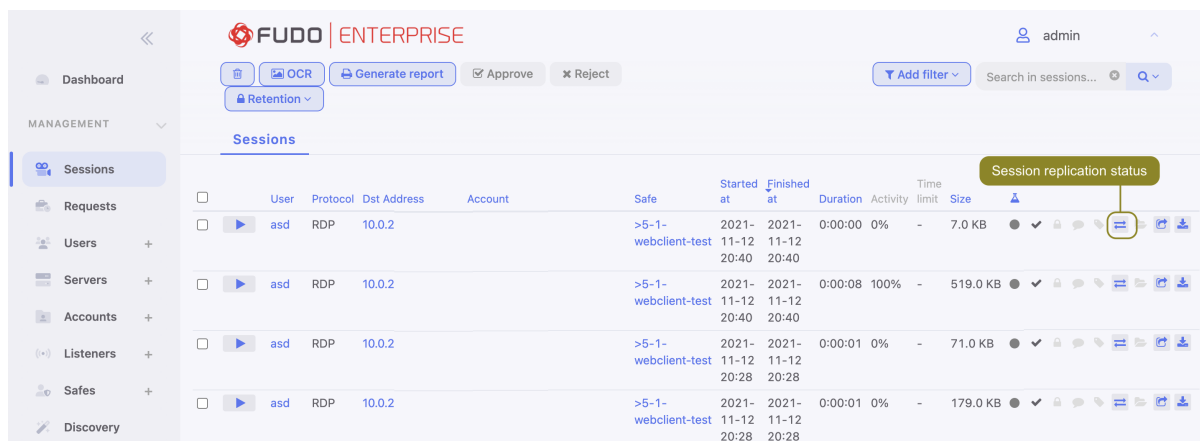 FUDO ENTERPRISE
admin
Dashboard
OCR
Generate report
Approve
Reject
Add filter
Search in sessions...
Retention
MANAGEMENT
Sessions
Sessions
Requests
Users +
Servers +
Accounts +
Listeners +
Safes +
Discovery
Session replication status
User Protocol Dst Address Account Safe Started at Finished at Duration Activity Time limit Size
asd RDP 10.0.2 >5-1- 2021- 2021- 0:00:00 0% - 7.0 KB
webclient-test 11-12 11-12
20:40 20:40
asd RDP 10.0.2 >5-1- 2021- 2021- 0:00:08 100% - 519.0 KB
webclient-test 11-12 11-12
20:40 20:40
asd RDP 10.0.2 >5-1- 2021- 2021- 0:00:01 0% - 71.0 KB
webclient-test 11-12 11-12
20:28 20:28
asd RDP 10.0.2 >5-1- 2021- 2021- 0:00:01 0% - 179.0 KB
webclient-test 11-12 11-12
20:28 20:28